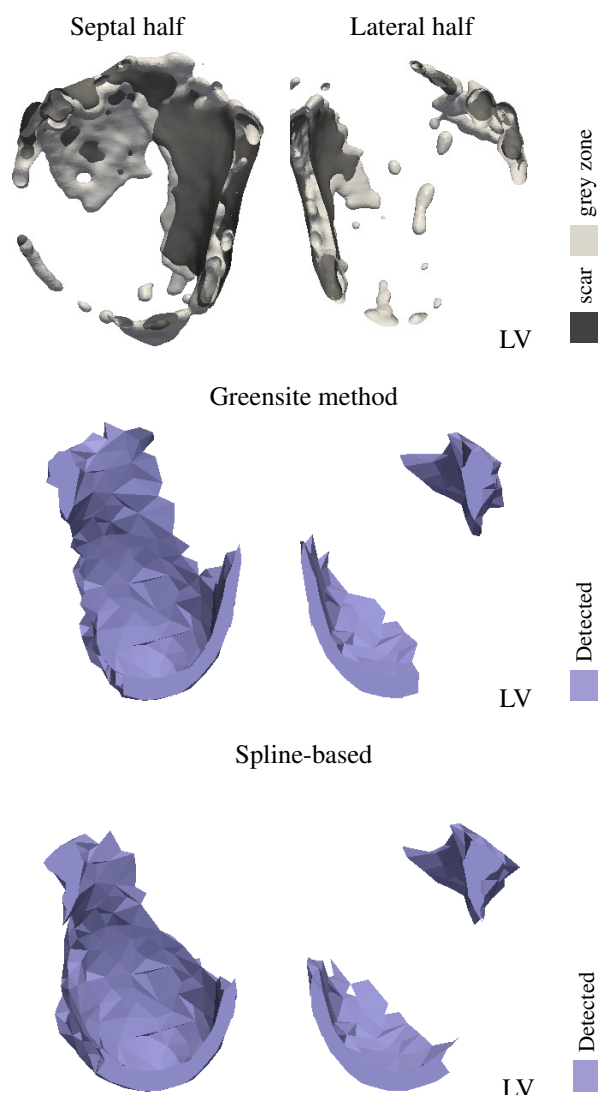 Septal half
Lateral half
grey zone
scar
LV
Greensite method
Detected
LV
Spline-based
Detected
LV